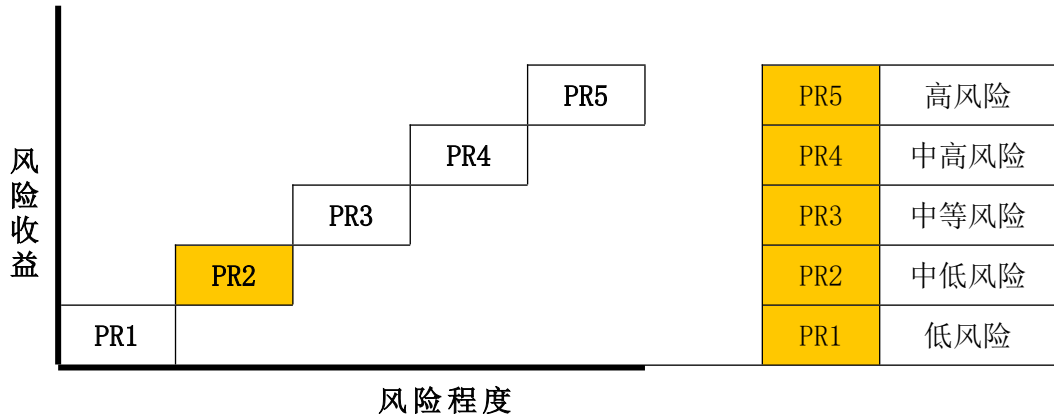 风险收益
PR5
PR4
PR3
PR2
PR1
风险程度
PR5 高风险
PR4 中高风险
PR3 中等风险
PR2 中低风险
PR1 低风险